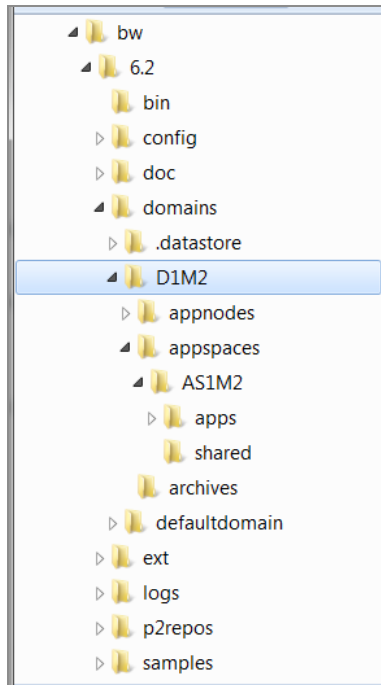 bw
6.2
bin
config
doc
domains
.datastore
D1M2
appnodes
appspaces
AS1M2
apps
shared
archives
defaultdomain
ext
logs
p2repos
samples